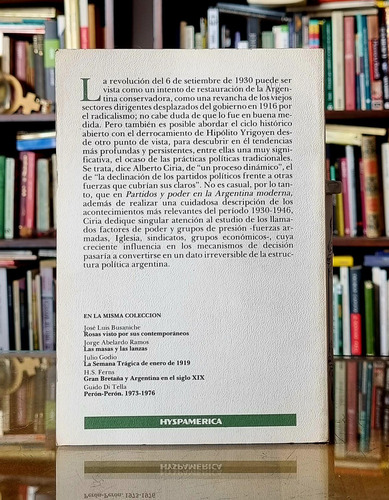 La revolución del 6 de setiembre de 1930 puede ser
vista como un intento de restauración de la Argen-
tina conservadora, como una revancha de los viejos
sectores dirigentes desplazados del gobierno en 1916 por
el radicalismo; no cabe duda de que lo fue en buena me-
dida. Pero también es posible abordar el ciclo histórico
abierto con el derrocamiento de Hipólito Yrigoyen des-
de otro punto de vista, para descubrir en él tendencias
más profundas y persistentes, entre ellas una muy signi-
ficativa, el ocaso de las prácticas políticas tradicionales.
Se trata, dice Alberto Ciria, de "un proceso dinámico", el
de "la declinación de los partidos políticos frente a otras
fuerzas que cubrían sus claros". No es casual, por lo tan-
to, que en Partidos y poder en la Argentina moderna,
además de realizar una cuidadosa descripción de los
acontecimientos más relevantes del período 1930-1946,
Ciria dedique singular atención al estudio de los llama-
dos factores de poder y grupos de presión -fuerzas ar-
madas, Iglesia, sindicatos, grupos económicos-, cuya
creciente influencia en los mecanismos de decisión
pasaría a convertirse en un dato irreversible de la estruc-
tura política argentina.
EN LA MISMA COLECCION
José Luis Busaniche
Rosas visto por sus contemporáneos
Jorge Abelardo Ramos
Las masas y las lanzas
Julio Godio
La Semana Trágica de enero de 1919
H.S. Ferns
Gran Bretaña y Argentina en el siglo XIX
Guido Di Tella
Perón-Perón. 1973-1976
HYSPAMERICA